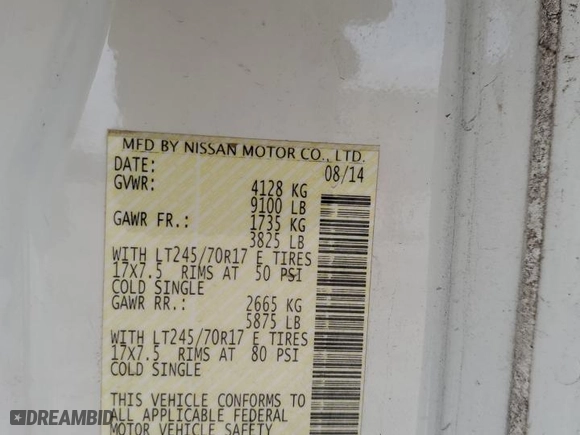 MFD BY NISSAN MOTOR CO., LTD.
DATE: 08/14
GVWR: 4128 KG
9100 LB
GAWR FR.: 1735 KG
3825 LB
WITH LT245/70R17 E TIRES
17X7.5 RIMS AT 50 PSI
COLD SINGLE
GAWR RR.: 2665 KG
5875 LB
WITH LT245/70R17 E TIRES
17X7.5 RIMS AT 80 PSI
COLD SINGLE
THIS VEHICLE CONFORMS TO
ALL APPLICABLE FEDERAL
MOTOR VEHICLE SAFETY
DREAMBID